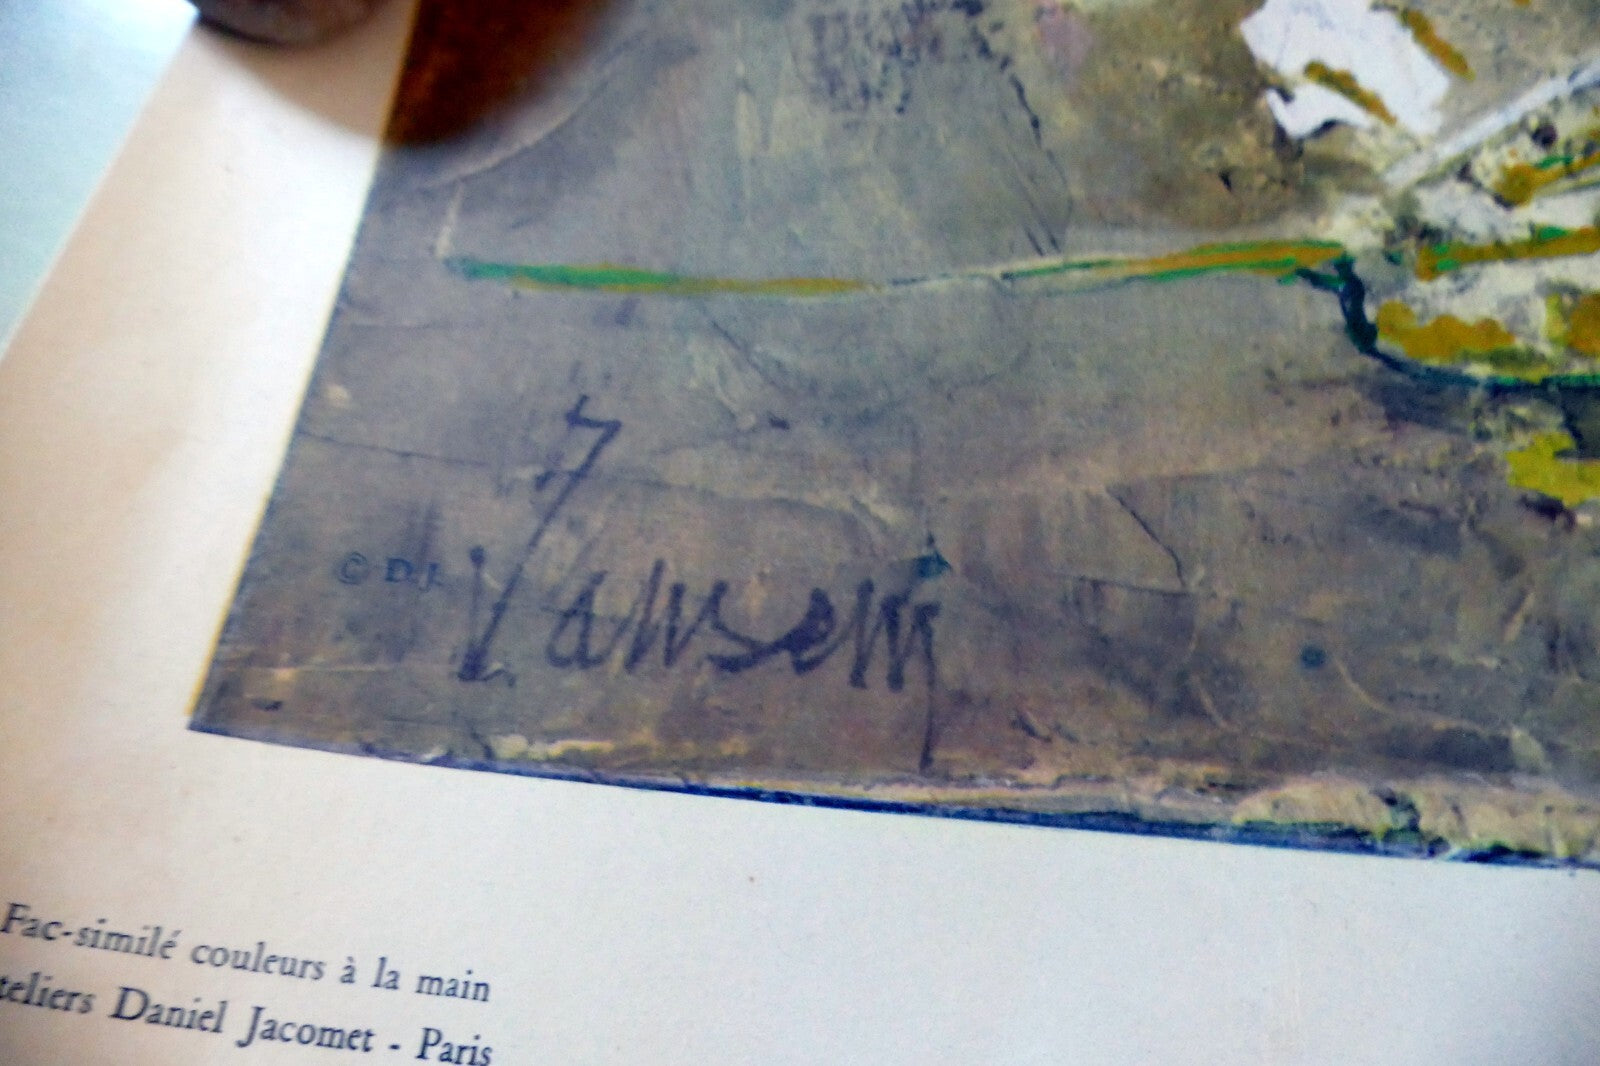 © D.J. J. Jansem
Fac-similé couleurs à la main
teliers Daniel Jacomet - Paris